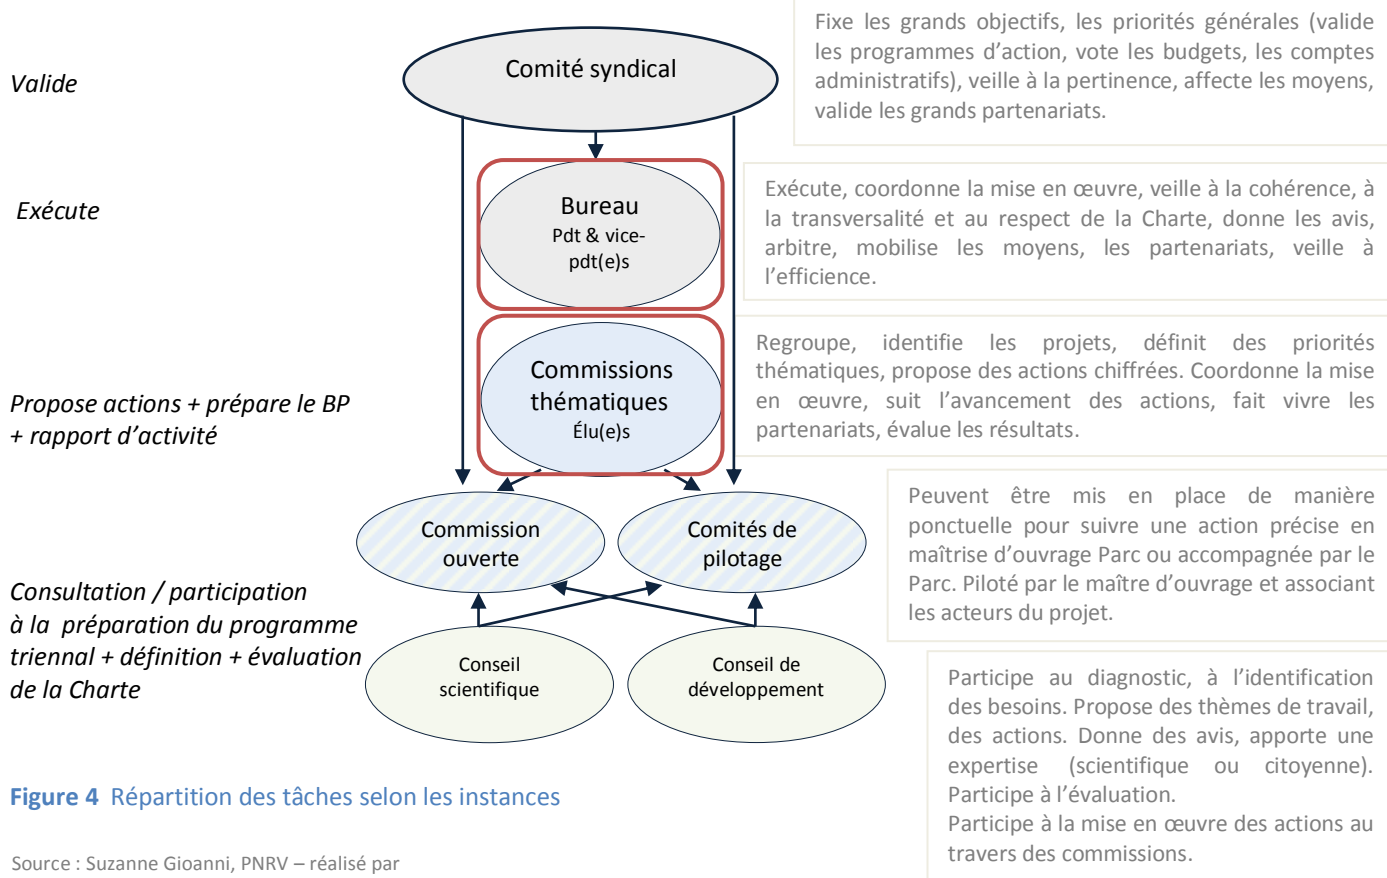 Fixe les grands objectifs, les priorités générales (valide
les programmes d'action, vote les budgets, les comptes
administratifs), veille à la pertinence, affecte les moyens,
valide les grands partenariats.
Comité syndical
Valide
Exécute
Bureau
Pdt & vice-
pdt(e)s
Exécute, coordonne la mise en œuvre, veille à la cohérence, à
la transversalité et au respect de la Charte, donne les avis,
arbitre, mobilise les moyens, les partenariats, veille à
l'efficience.
Commissions
thématiques
Élu(e)s
Regroupe, identifie les projets, définit des priorités
thématiques, propose des actions chiffrées. Coordonne la mise
en œuvre, suit l'avancement des actions, fait vivre les
partenariats, évalue les résultats.
Propose actions + prépare le BP
+ rapport d'activité
Commission
ouverte
Comités de
pilotage
Peuvent être mis en place de manière
ponctuelle pour suivre une action précise en
maîtrise d'ouvrage Parc ou accompagnée par le
Parc. Piloté par le maître d'ouvrage et associant
les acteurs du projet.
Consultation / participation
à la préparation du programme
triennal + définition + évaluation
de la Charte
Conseil
scientifique
Conseil de
développement
Participe au diagnostic, à l'identification
des besoins. Propose des thèmes de travail,
des actions. Donne des avis, apporte une
expertise (scientifique ou citoyenne).
Participe à l'évaluation.
Participe à la mise en œuvre des actions au
travers des commissions.
Figure 4 Répartition des tâches selon les instances
Source : Suzanne Gioanni, PNRV – réalisé par